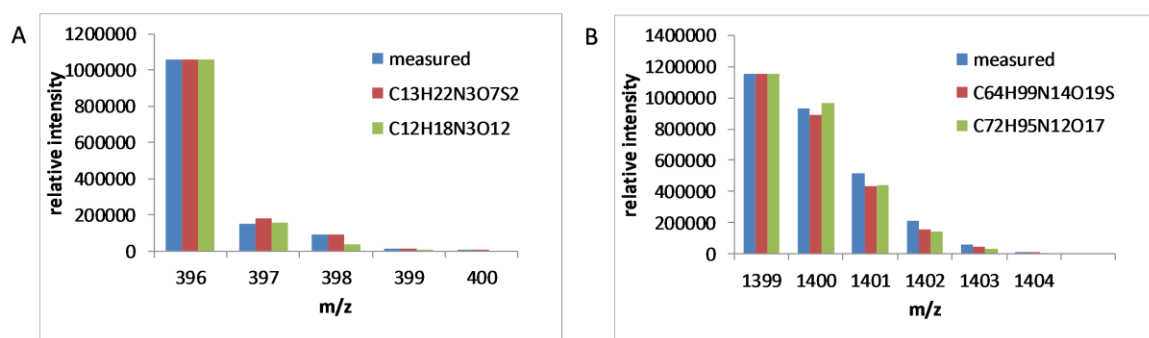 A
relative intensity
1200000
1000000
800000
600000
400000
200000
0
396 397 398 399 400
m/z
measured
C13H22N3O7S2
C12H18N3O12
B
relative intensity
1400000
1200000
1000000
800000
600000
400000
200000
0
1399 1400 1401 1402 1403 1404
m/z
measured
C64H99N14O19S
C72H95N12O17